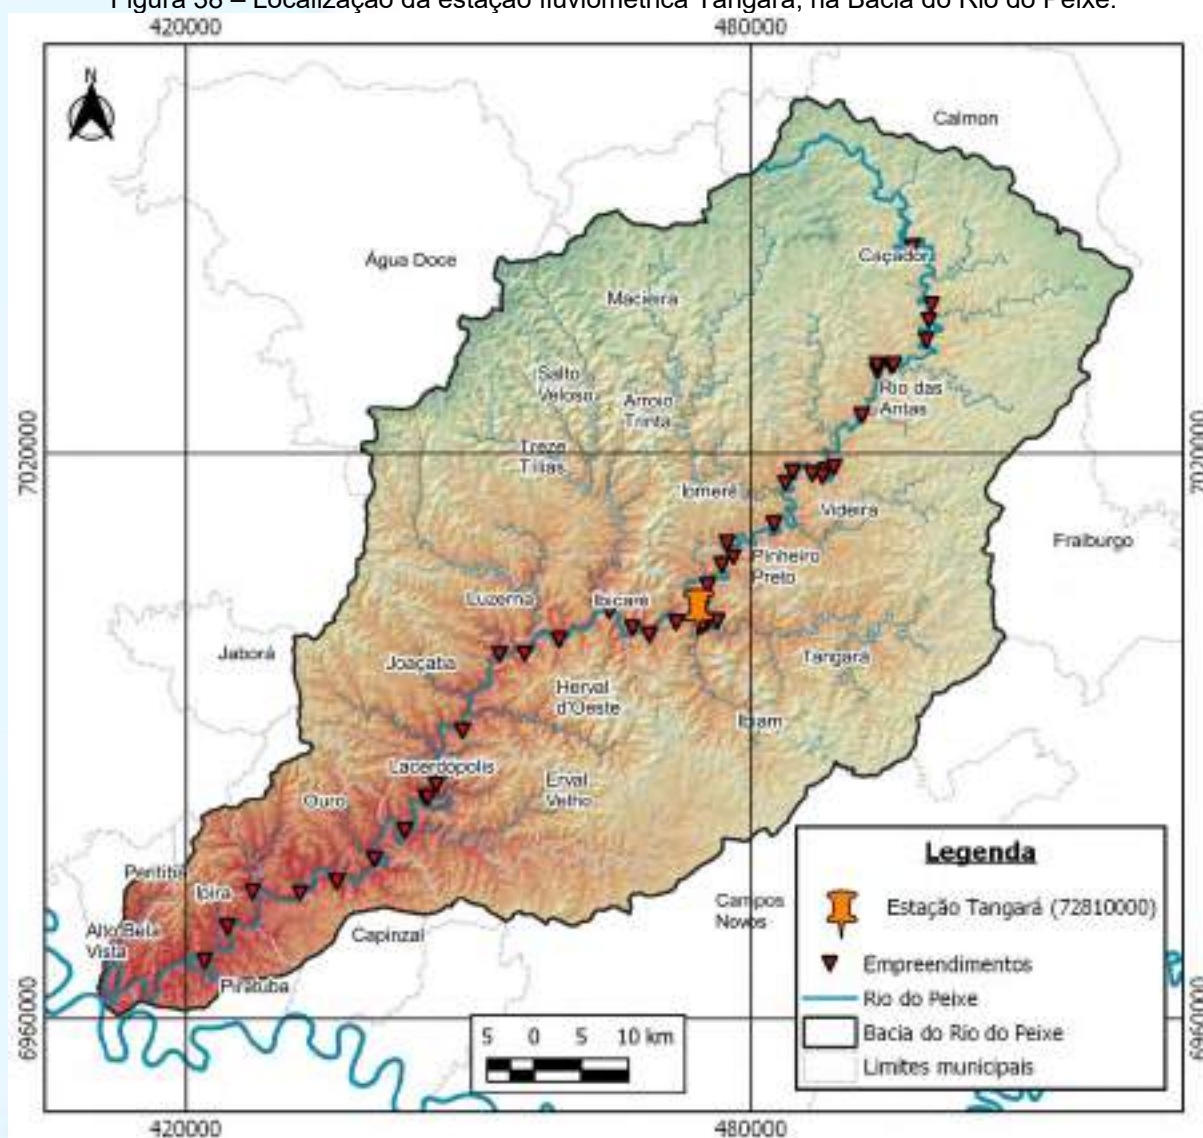 Figura 38 – Localização da estação fluviométrica Tangará, na Bacia do Rio do Peixe.
420000
480000
N
Calmon
Água Doce
Caçador
Macieira
Salto
Veloso
Arroio
Trinta
Rio das
Antas
7020000
7020000
Treze
Tílias
Iomerê
Videira
Fraiburgo
Pinheiro
Preto
Luzerna
Ibicaré
Jaborá
Joaçaba
Tangará
Herval
d'Oeste
Ibiam
Lacerdópolis
Ouro
Erval
Velho
Peritiba
Ipira
Alto Bela
Vista
Capinzal
Campos
Novos
Piratuba
Legenda
Estação Tangará (72810000)
Empreendimentos
Rio do Peixe
Bacia do Rio do Peixe
Limites municipais
6960000
6960000
5 0 5 10 km
420000
480000